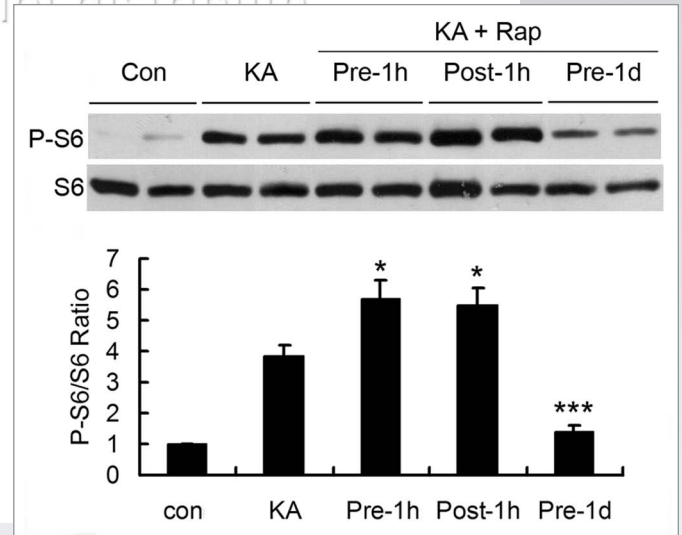 KA + Rap
Con KA Pre-1h Post-1h Pre-1d
P-S6
S6
P-S6/S6 Ratio
7
6
5
4
3
2
1
0
* * ***
con KA Pre-1h Post-1h Pre-1d